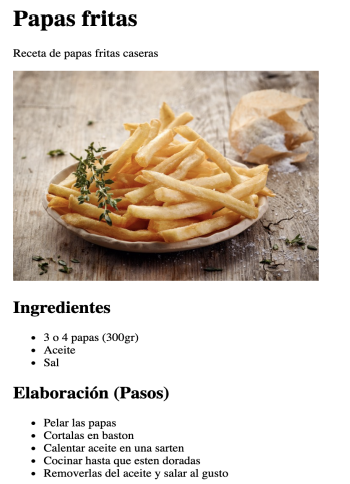 Papas fritas
Receta de papas fritas caseras
Ingredientes
3 o 4 papas (300gr)
Aceite
Sal
Elaboración (Pasos)
Pelar las papas
Cortalas en baston
Calentar aceite en una sarten
Cocinar hasta que esten doradas
Removerlas del aceite y salar al gusto